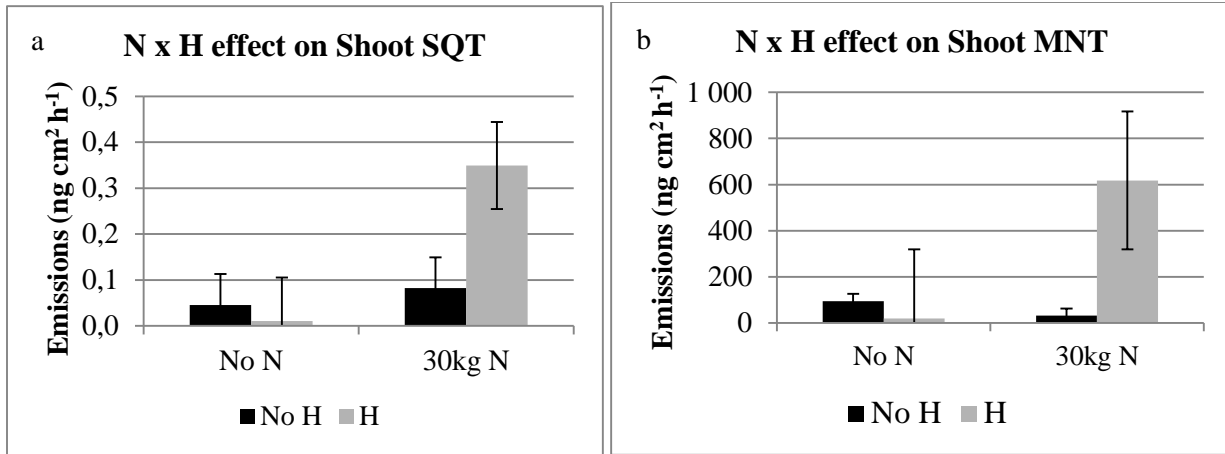 a
N x H effect on Shoot SQT
Emissions (ng cm² h⁻¹)
0,5
0,4
0,3
0,2
0,1
0,0
No N
30kg N
No H
H
b
N x H effect on Shoot MNT
Emissions (ng cm² h⁻¹)
1 000
800
600
400
200
0
No N
30kg N
No H
H